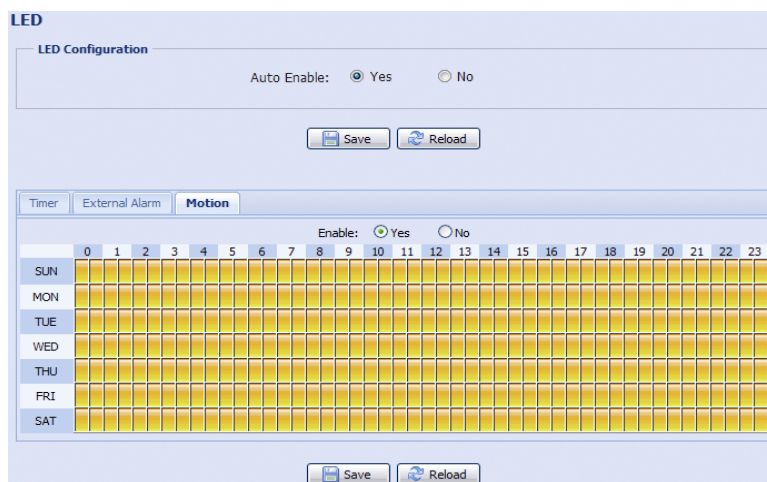 LED
LED Configuration
Auto Enable: Yes No
Save Reload
Timer External Alarm Motion
Enable: Yes No
0 1 2 3 4 5 6 7 8 9 10 11 12 13 14 15 16 17 18 19 20 21 22 23
SUN
MON
TUE
WED
THU
FRI
SAT
Save Reload